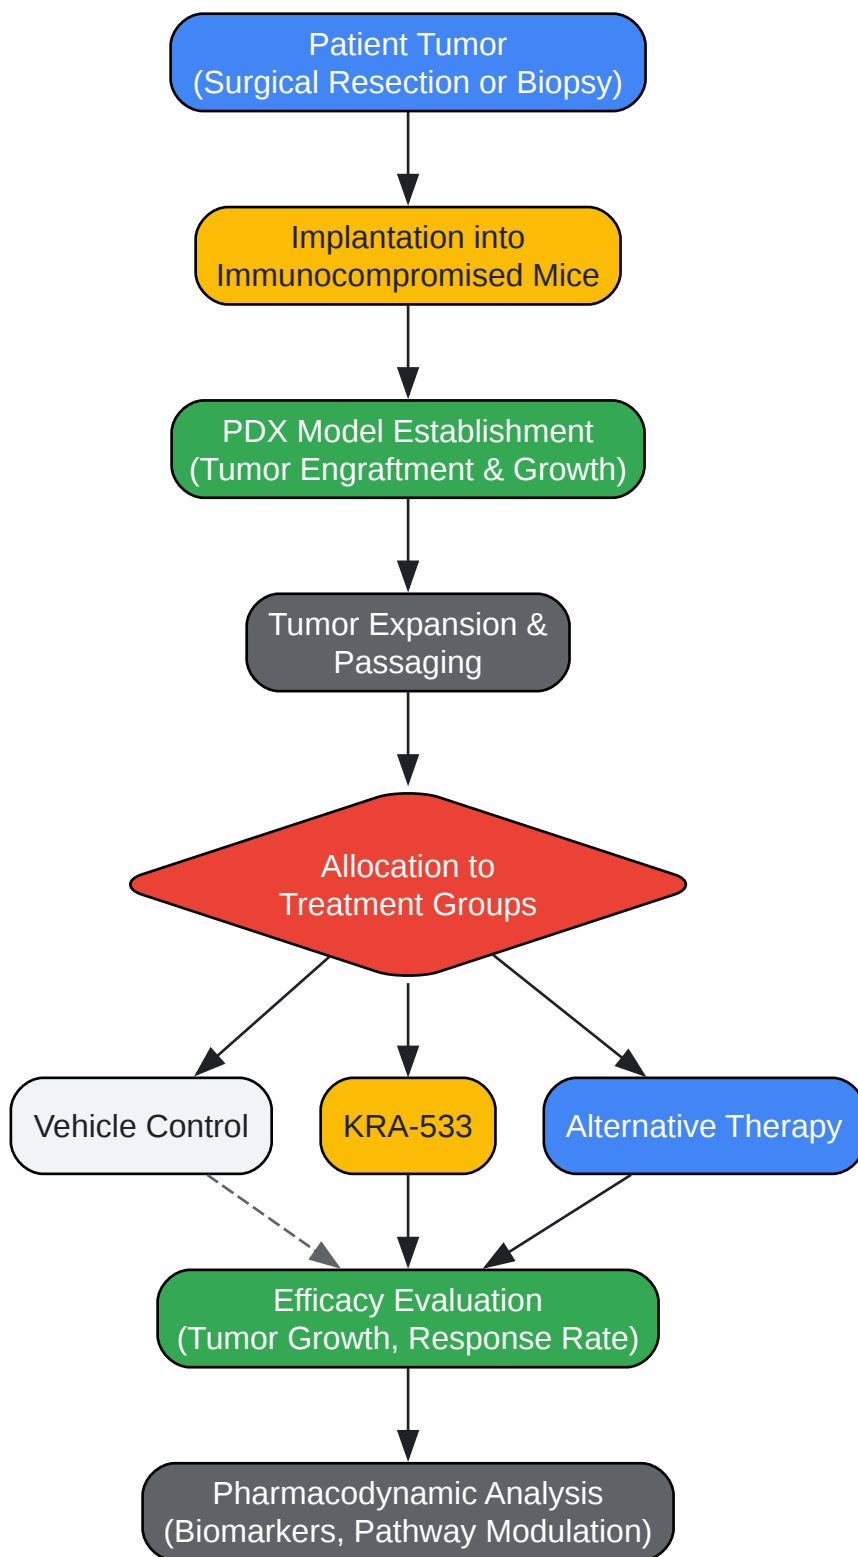 Patient Tumor
(Surgical Resection or Biopsy)
Implantation into
Immunocompromised Mice
PDX Model Establishment
(Tumor Engraftment & Growth)
Tumor Expansion &
Passaging
Allocation to
Treatment Groups
Vehicle Control
KRA-533
Alternative Therapy
Efficacy Evaluation
(Tumor Growth, Response Rate)
Pharmacodynamic Analysis
(Biomarkers, Pathway Modulation)